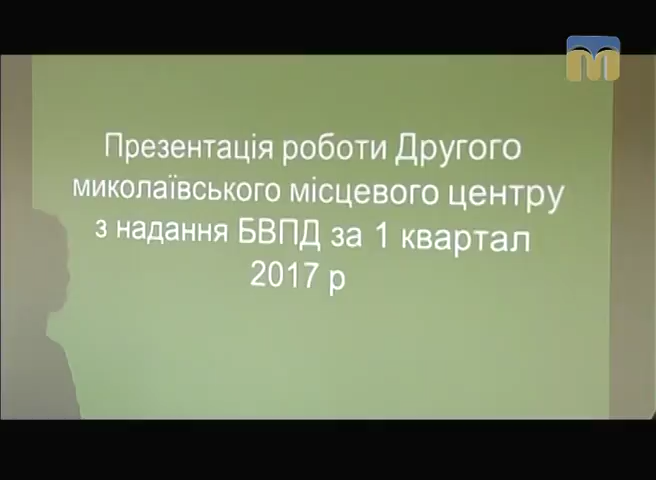 Презентація роботи Другого
миколаївського місцевого центру
з надання БВПД за 1 квартал
2017 р